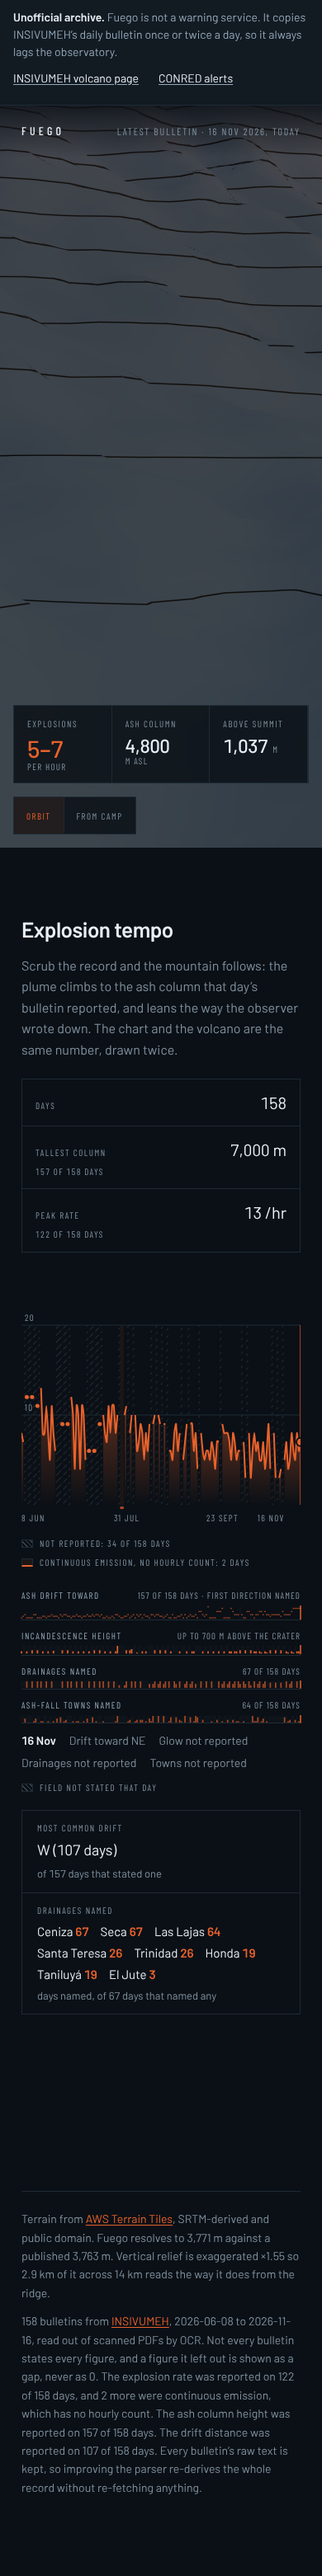 Unofficial archive. Fuego is not a warning service. It copies
INSIVUMEH's daily bulletin once or twice a day, so it always
lags the observatory.
INSIVUMEH volcano page CONRED alerts
FUEGO LATEST BULLETIN · 16 NOV 2026, TODAY
EXPLOSIONS ASH COLUMN ABOVE SUMMIT
5–7 4,800 1,037 M
PER HOUR M ASL
ORBIT FROM CAMP
Explosion tempo
Scrub the record and the mountain follows: the
plume climbs to the ash column that day's
bulletin reported, and leans the way the observer
wrote down. The chart and the volcano are the
same number, drawn twice.
DAYS 158
TALLEST COLUMN 7,000 m
157 OF 158 DAYS
PEAK RATE 13 /hr
122 OF 158 DAYS
20
10
8 JUN 31 JUL 23 SEPT 16 NOV
NOT REPORTED: 34 OF 158 DAYS
CONTINUOUS EMISSION, NO HOURLY COUNT: 2 DAYS
ASH DRIFT TOWARD 157 OF 158 DAYS · FIRST DIRECTION NAMED
INCANDESCENCE HEIGHT UP TO 700 M ABOVE THE CRATER
DRAINAGES NAMED 67 OF 158 DAYS
ASH-FALL TOWNS NAMED 64 OF 158 DAYS
16 Nov Drift toward NE Glow not reported
Drainages not reported Towns not reported
FIELD NOT STATED THAT DAY
MOST COMMON DRIFT
W (107 days)
of 157 days that stated one
DRAINAGES NAMED
Ceniza 67 Seca 67 Las Lajas 64
Santa Teresa 26 Trinidad 26 Honda 19
Taniluyá 19 El Jute 3
days named, of 67 days that named any
Terrain from AWS Terrain Tiles, SRTM-derived and
public domain. Fuego resolves to 3,771 m against a
published 3,763 m. Vertical relief is exaggerated ×1.55 so
2.9 km of it across 14 km reads the way it does from the
ridge.
158 bulletins from INSIVUMEH, 2026-06-08 to 2026-11-
16, read out of scanned PDFs by OCR. Not every bulletin
states every figure, and a figure it left out is shown as a
gap, never as 0. The explosion rate was reported on 122
of 158 days, and 2 more were continuous emission,
which has no hourly count. The ash column height was
reported on 157 of 158 days. The drift distance was
reported on 107 of 158 days. Every bulletin's raw text is
kept, so improving the parser re-derives the whole
record without re-fetching anything.